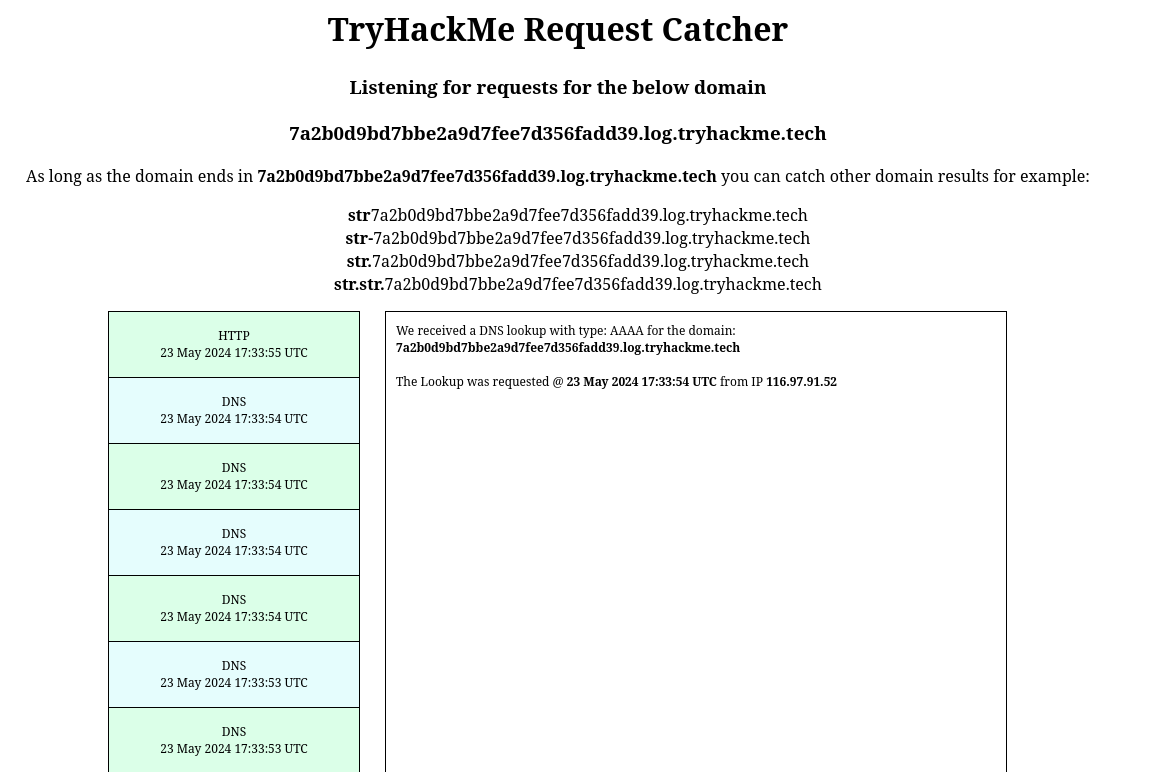 TryHackMe Request Catcher
Listening for requests for the below domain
7a2b0d9bd7bbe2a9d7fee7d356fadd39.log.tryhackme.tech
As long as the domain ends in 7a2b0d9bd7bbe2a9d7fee7d356fadd39.log.tryhackme.tech you can catch other domain results for example:
str7a2b0d9bd7bbe2a9d7fee7d356fadd39.log.tryhackme.tech
str-7a2b0d9bd7bbe2a9d7fee7d356fadd39.log.tryhackme.tech
str.7a2b0d9bd7bbe2a9d7fee7d356fadd39.log.tryhackme.tech
str.str.7a2b0d9bd7bbe2a9d7fee7d356fadd39.log.tryhackme.tech
HTTP
23 May 2024 17:33:55 UTC
DNS
23 May 2024 17:33:54 UTC
DNS
23 May 2024 17:33:54 UTC
DNS
23 May 2024 17:33:54 UTC
DNS
23 May 2024 17:33:54 UTC
DNS
23 May 2024 17:33:53 UTC
DNS
23 May 2024 17:33:53 UTC
We received a DNS lookup with type: AAAA for the domain:
7a2b0d9bd7bbe2a9d7fee7d356fadd39.log.tryhackme.tech
The Lookup was requested @ 23 May 2024 17:33:54 UTC from IP 116.97.91.52